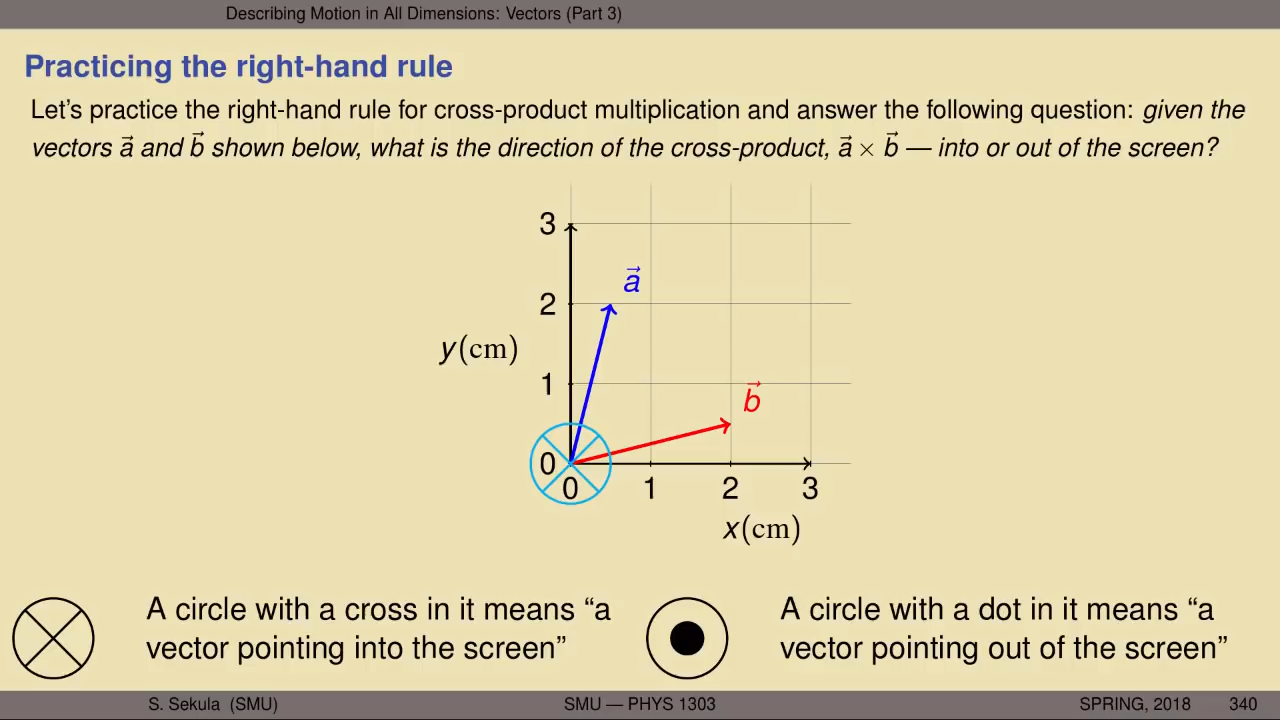 Describing Motion in All Dimensions: Vectors (Part 3)
Practicing the right-hand rule
Let's practice the right-hand rule for cross-product multiplication and answer the following question: given the
vectors a⃗ and b⃗ shown below, what is the direction of the cross-product, a⃗ × b⃗ — into or out of the screen?
3
a⃗
2
y(cm)
1
b⃗
0
0 1 2 3
x(cm)
A circle with a cross in it means “a
vector pointing into the screen”
A circle with a dot in it means “a
vector pointing out of the screen”
S. Sekula (SMU) SMU — PHYS 1303 SPRING, 2018 340